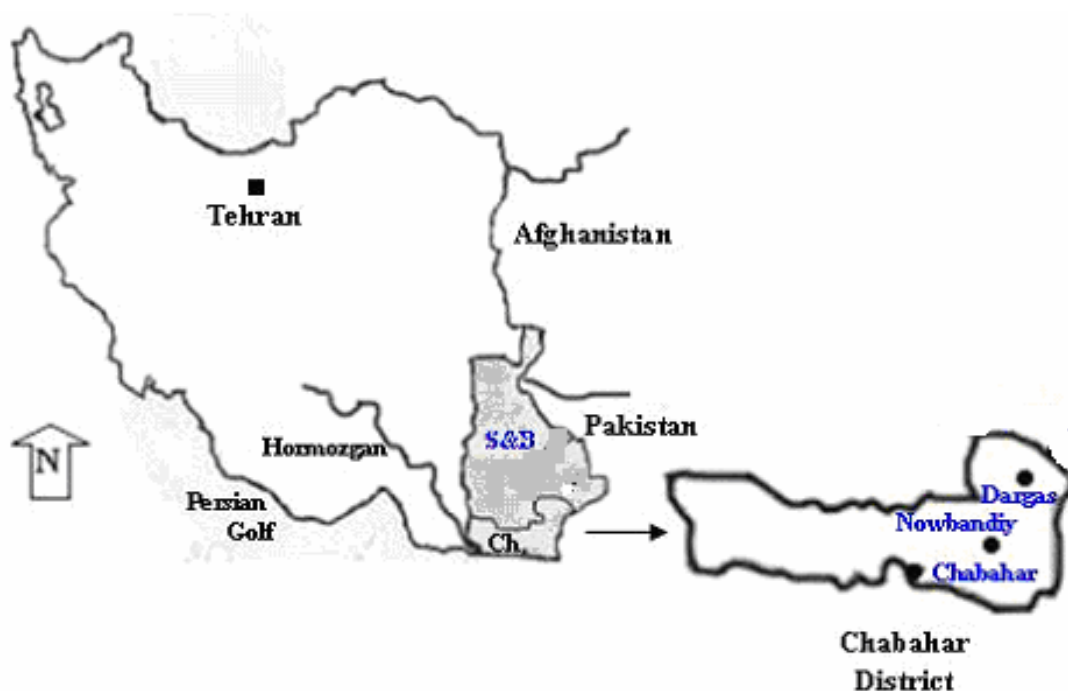 Tehran
Afghanistan
N
Hormozgan
S&B
Pakistan
Persian
Golf
Ch.
Dargas
Nowbandiy
Chabahar
Chabahar
District